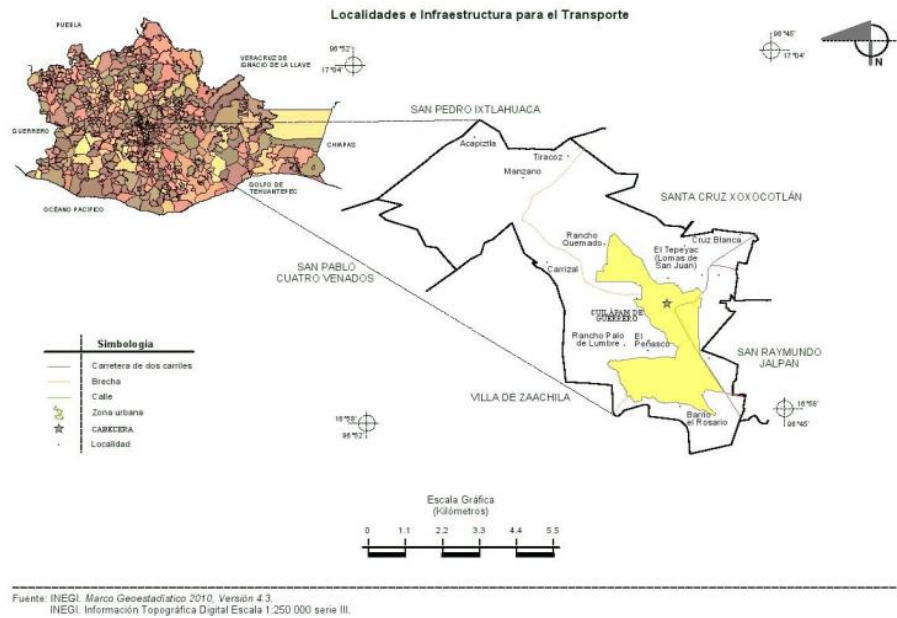 Localidades e Infraestructura para el Transporte
PUEBLA
VERACRUZ DE
IGNACIO DE LA LLAVE
GUERRERO
CHIAPAS
GOLFO DE
TEHUANTEPEC
OCÉANO PACIFICO
96°52'
17°04'
96°45'
17°04'
N
SAN PEDRO IXTLAHUACA
Acapiztla
Tiracoz
Manzano
SANTA CRUZ XOXOCOTLÁN
Rancho
Quemado
Cruz Blanca
El Tepeyac
(Lomas de
San Juan)
Carrizal
SAN PABLO
CUATRO VENADOS
CUILÁPAM DE
GUERRERO
Rancho Palo
de Lumbre
El
Peñasco
SAN RAYMUNDO
JALPAN
VILLA DE ZAACHILA
Barrio
el Rosario
16°58'
96°52'
16°58'
96°45'
Simbología
Carretera de dos carriles
Brecha
Calle
Zona urbana
CABECERA
Localidad
Escala Gráfica
(Kilómetros)
0 1.1 2.2 3.3 4.4 5.5
Fuente: INEGI. Marco Geoestadístico 2010, Versión 4.3.
INEGI. Información Topográfica Digital Escala 1:250 000 serie III.